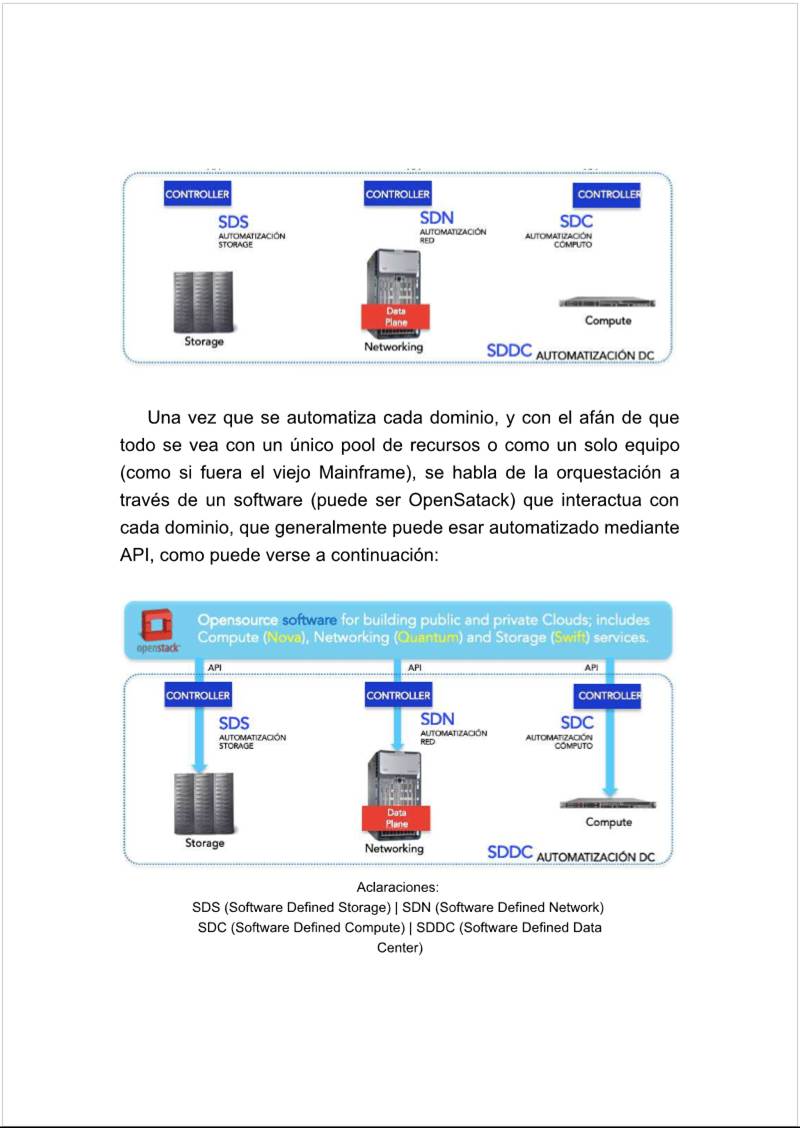 CONTROLLER CONTROLLER CONTROLLER
SDS SDN SDC
AUTOMATIZACIÓN STORAGE
AUTOMATIZACIÓN RED
AUTOMATIZACIÓN CÓMPUTO
Data
Plane
Storage
Networking
Compute
SDDC AUTOMATIZACIÓN DC
Una vez que se automatiza cada dominio, y con el afán de que
todo se vea con un único pool de recursos o como un solo equipo
(como si fuera el viejo Mainframe), se habla de la orquestación a
través de un software (puede ser OpenSatack) que interactua con
cada dominio, que generalmente puede esar automatizado mediante
API, como puede verse a continuación:
openstack
Opensource software for building public and private Clouds; includes
Compute (Nova), Networking (Quantum) and Storage (Swift) services.
API API API
CONTROLLER CONTROLLER CONTROLLER
SDS SDN SDC
AUTOMATIZACIÓN STORAGE
AUTOMATIZACIÓN RED
AUTOMATIZACIÓN CÓMPUTO
Data
Plane
Storage
Networking
Compute
SDDC AUTOMATIZACIÓN DC
Aclaraciones:
SDS (Software Defined Storage) | SDN (Software Defined Network)
SDC (Software Defined Compute) | SDDC (Software Defined Data
Center)